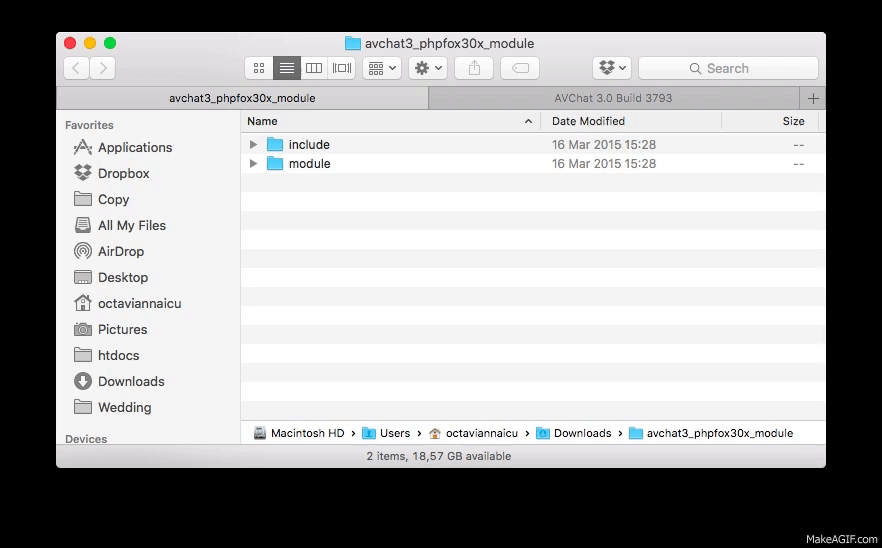 avchat3_phpfox30x_module
Search
avchat3_phpfox30x_module
AVChat 3.0 Build 3793
+
Favorites
Applications
Dropbox
Copy
All My Files
AirDrop
Desktop
octaviannaicu
Pictures
htdocs
Downloads
Wedding
Devices
Name Date Modified Size
include 16 Mar 2015 15:28 --
module 16 Mar 2015 15:28 --
Macintosh HD › Users › octaviannaicu › Downloads › avchat3_phpfox30x_module
2 items, 18,57 GB available
MakeAGIF.com